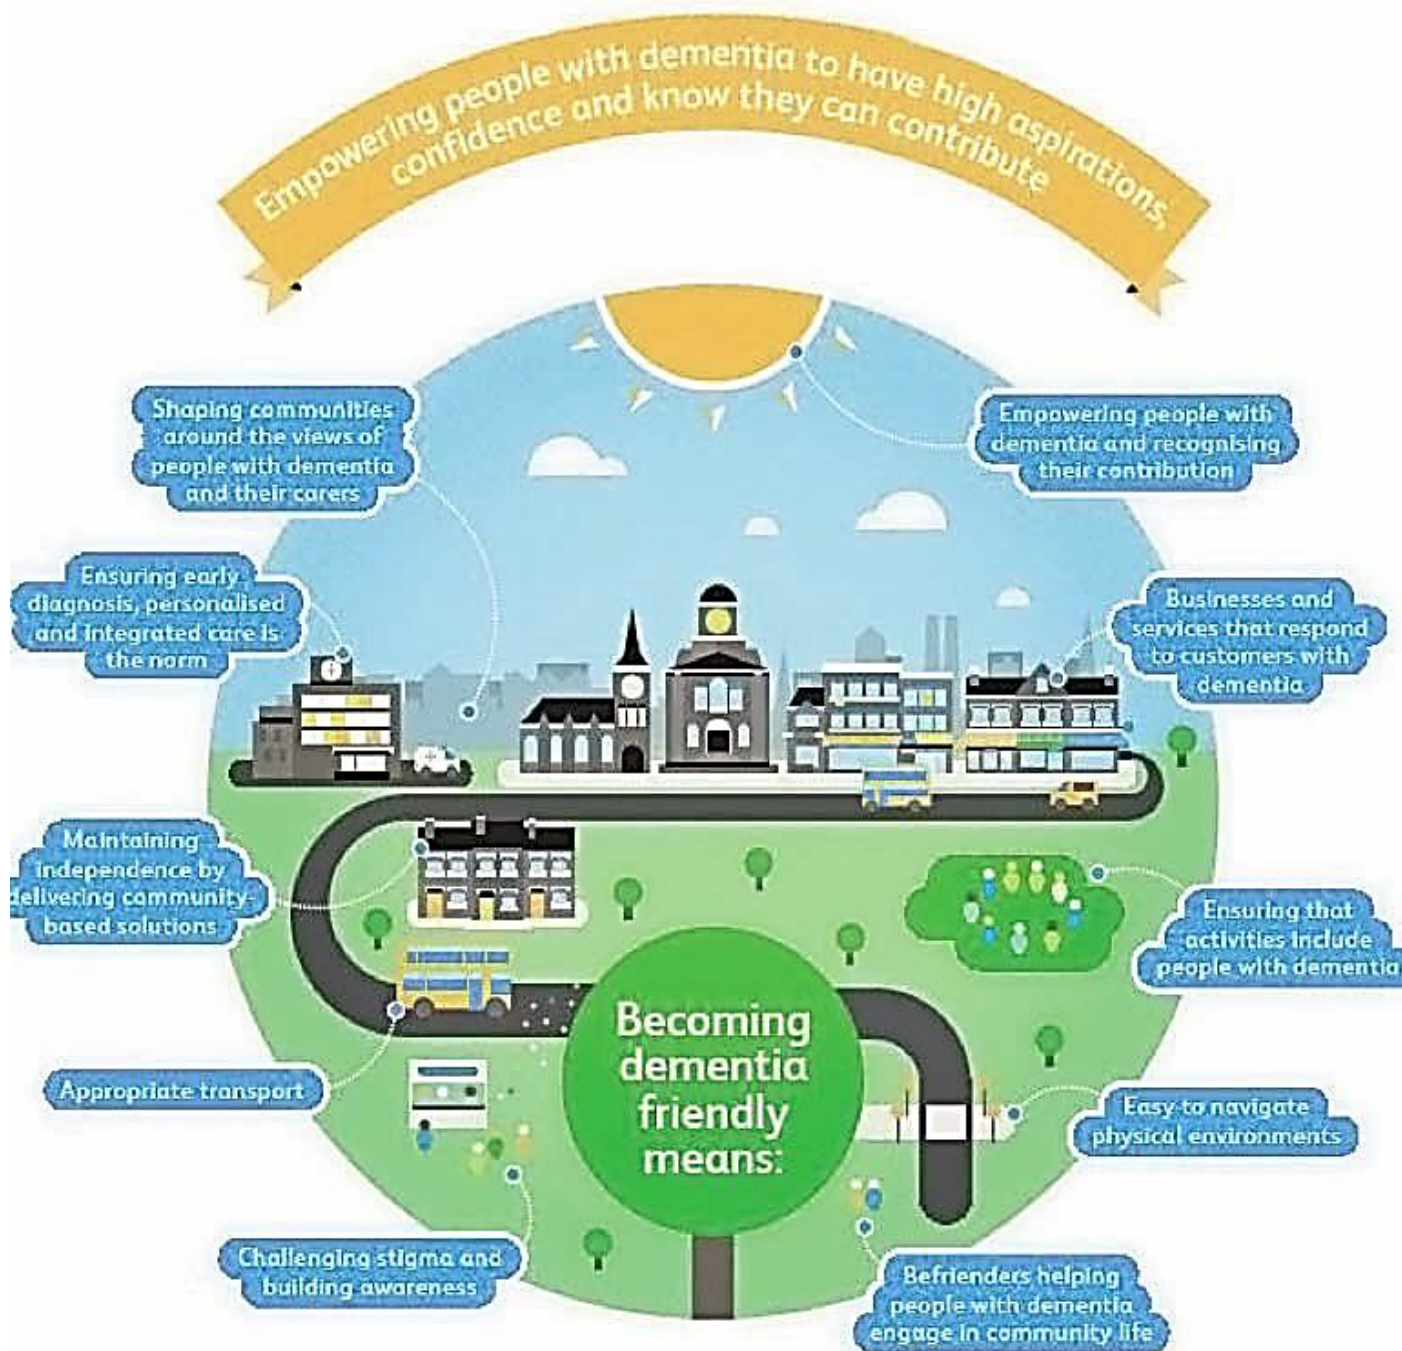 Empowering people with dementia to have high aspirations,
confidence and know they can contribute
Shaping communities
around the views of
people with dementia
and their carers
Empowering people with
dementia and recognising
their contribution
Ensuring early
diagnosis, personalised
and integrated care is
the norm
Businesses and
services that respond
to customers with
dementia
Maintaining
independence by
delivering community-
based solutions
Ensuring that
activities include
people with dementia
Becoming
dementia
friendly
means:
Appropriate transport
Easy to navigate
physical environments
Challenging stigma and
building awareness
Befrienders helping
people with dementia
engage in community life